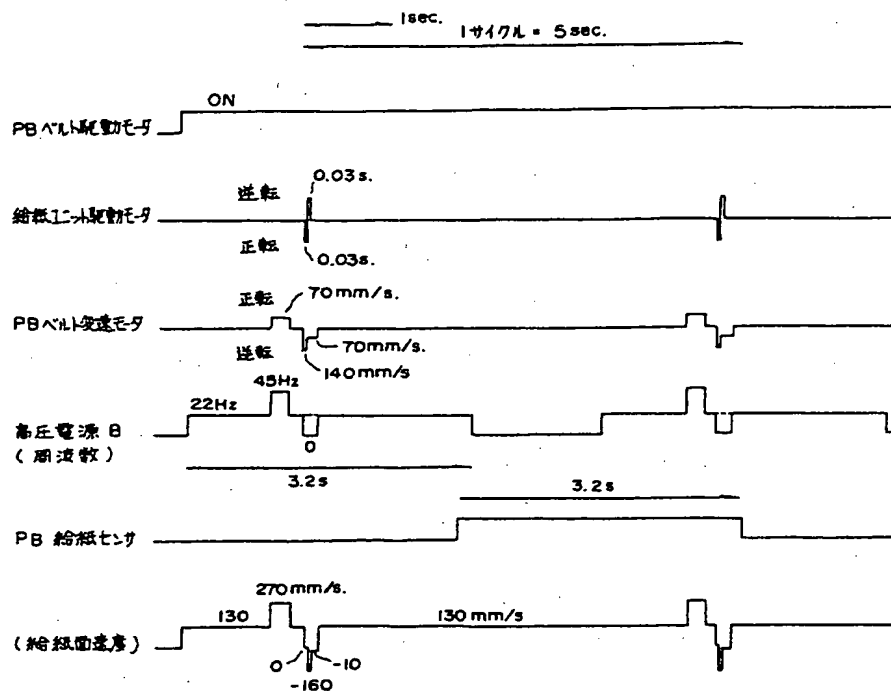 1sec.
1サイクル = 5sec.
ON
PBベルト駆動モータ
逆転
0.03s.
給紙ユニット駆動モータ
正転
0.03s.
正転
70mm/s.
PBベルト変速モータ
逆転
70mm/s.
140mm/s
45Hz
22Hz
高圧電源B
(周波数)
0
3.2s
3.2s
PB給紙センサ
270mm/s.
130
130mm/s
(給紙面速度)
0
-10
-160